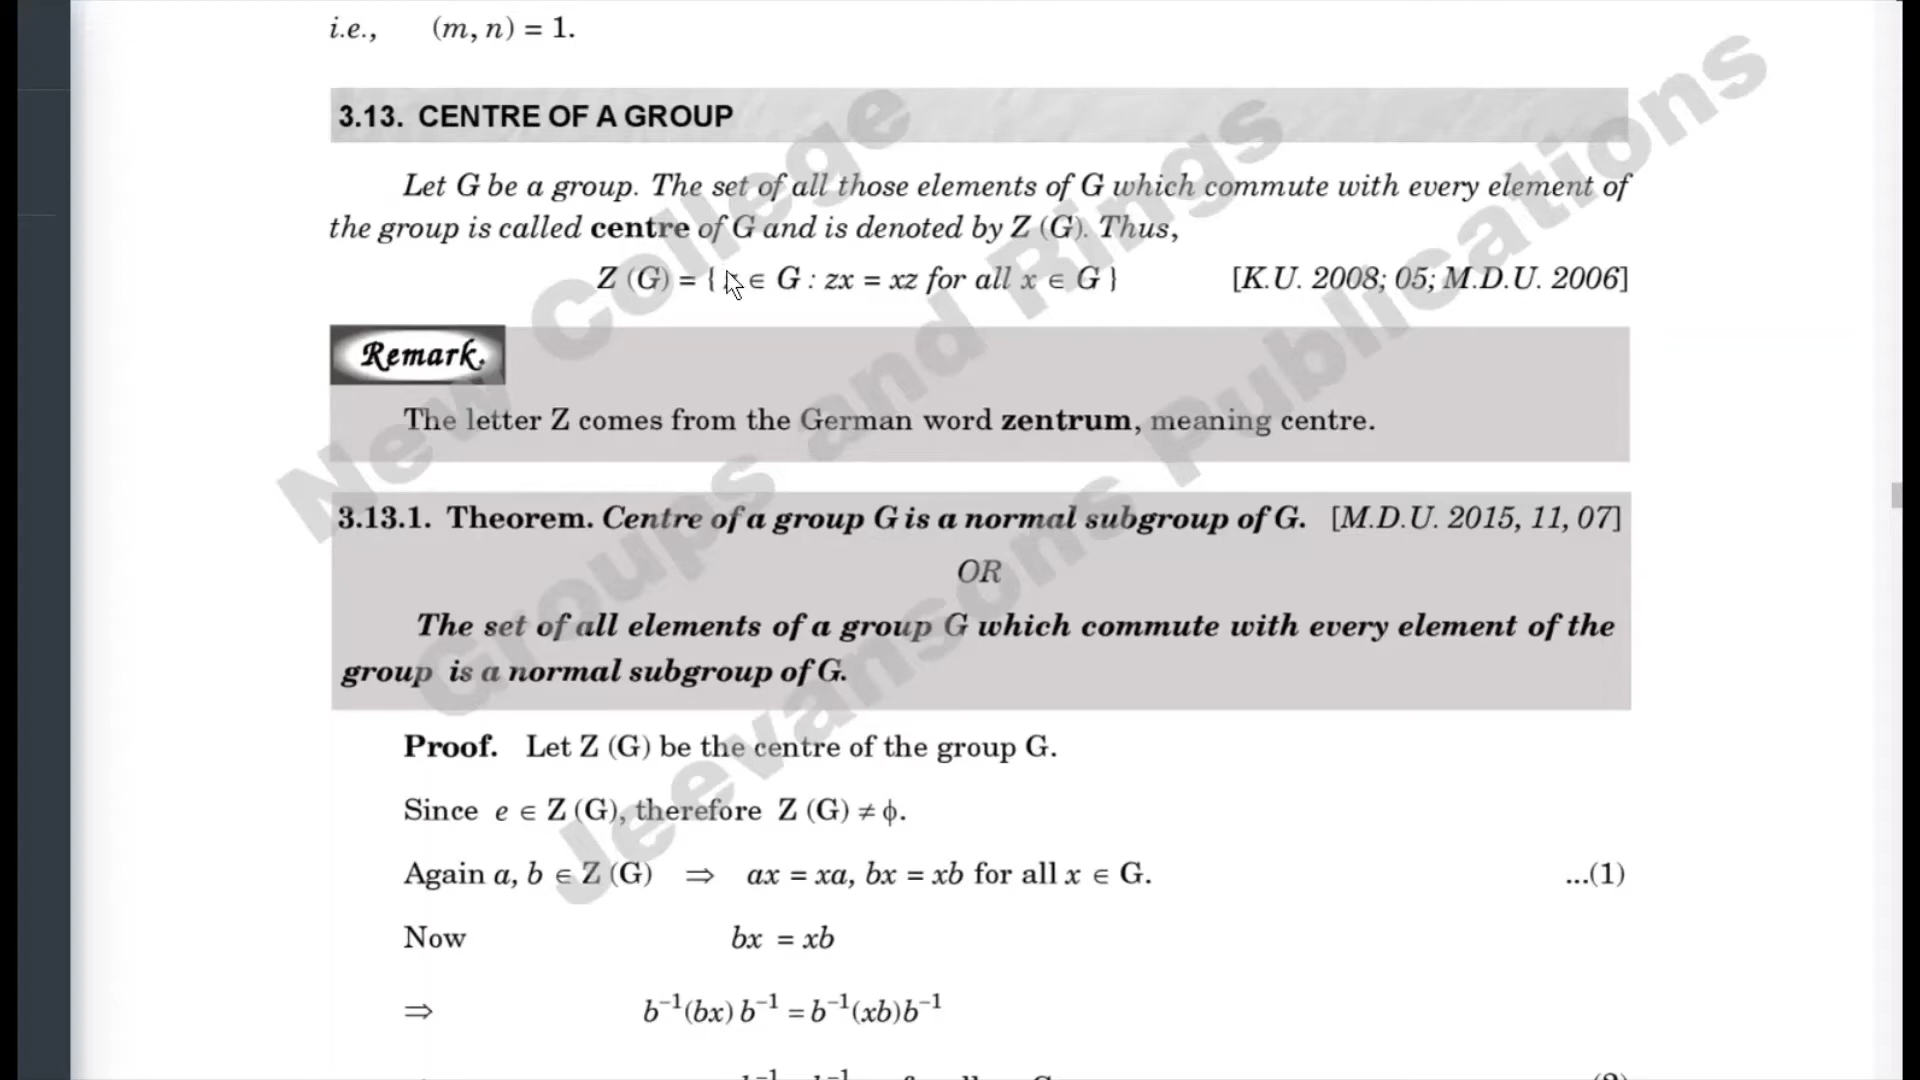 i.e., (m, n) = 1.
3.13. CENTRE OF A GROUP
Let G be a group. The set of all those elements of G which commute with every element of
the group is called centre of G and is denoted by Z (G). Thus,
Z (G) = { ∈ G : zx = xz for all x ∈ G } [K.U. 2008; 05; M.D.U. 2006]
Remark.
The letter Z comes from the German word zentrum, meaning centre.
3.13.1. Theorem. Centre of a group G is a normal subgroup of G. [M.D.U. 2015, 11, 07]
OR
The set of all elements of a group G which commute with every element of the
group is a normal subgroup of G.
Proof. Let Z (G) be the centre of the group G.
Since e ∈ Z (G), therefore Z (G) ≠ ϕ.
Again a, b ∈ Z (G) ⇒ ax = xa, bx = xb for all x ∈ G. ...(1)
Now bx = xb
⇒ b⁻¹(bx) b⁻¹ = b⁻¹(xb)b⁻¹
New College
Groups and Rings
Jeevansons Publications